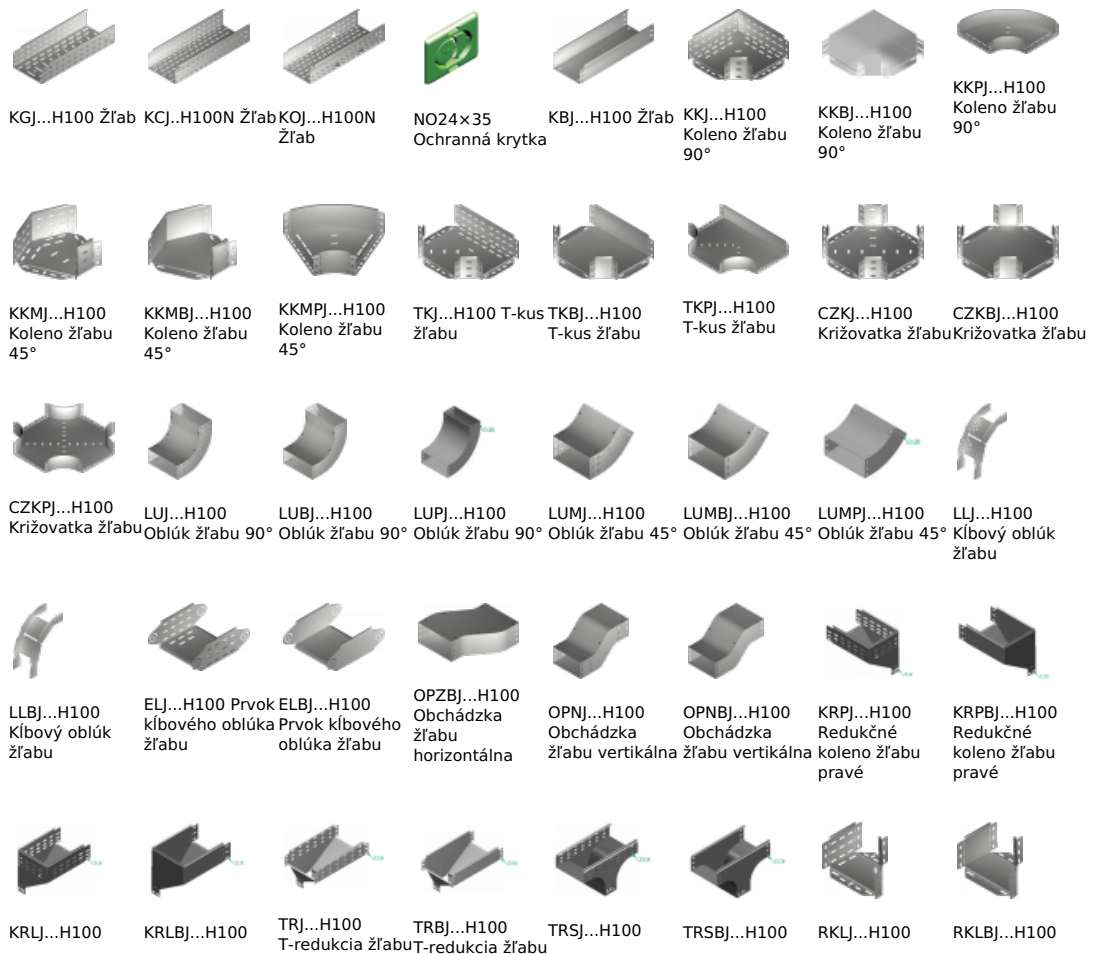 KGJ...H100 Žľab
KCJ..H100N Žľab
KOJ...H100N
Žľab
NO24×35
Ochranná krytka
KBJ...H100 Žľab
KKJ...H100
Koleno žľabu
90°
KKBJ...H100
Koleno žľabu
90°
KKPJ...H100
Koleno žľabu
90°
KKMJ...H100
Koleno žľabu
45°
KKMBJ...H100
Koleno žľabu
45°
KKMPJ...H100
Koleno žľabu
45°
TKJ...H100 T-kus
žľabu
TKBJ...H100
T-kus žľabu
TKPJ...H100
T-kus žľabu
CZKJ...H100
Križovatka žľabu
CZKBJ...H100
Križovatka žľabu
CZKPJ...H100
Križovatka žľabu
LUJ...H100
Oblúk žľabu 90°
LUBJ...H100
Oblúk žľabu 90°
LUPJ...H100
Oblúk žľabu 90°
LUMJ...H100
Oblúk žľabu 45°
LUMBJ...H100
Oblúk žľabu 45°
LUMPJ...H100
Oblúk žľabu 45°
LLJ...H100
Kĺbový oblúk
žľabu
LLBJ...H100
Kĺbový oblúk
žľabu
ELJ...H100 Prvok
kĺbového oblúka
žľabu
ELBJ...H100
Prvok kĺbového
oblúka žľabu
OPZBJ...H100
Obchádzka
žľabu
horizontálna
OPNJ...H100
Obchádzka
žľabu vertikálna
OPNBJ...H100
Obchádzka
žľabu vertikálna
KRPJ...H100
Redukčné
koleno žľabu
pravé
KRPBJ...H100
Redukčné
koleno žľabu
pravé
KRLJ...H100
KRLBJ...H100
TRJ...H100
T-redukcia žľabu
TRBJ...H100
T-redukcia žľabu
TRSJ...H100
TRSBJ...H100
RKLJ...H100
RKLBJ...H100